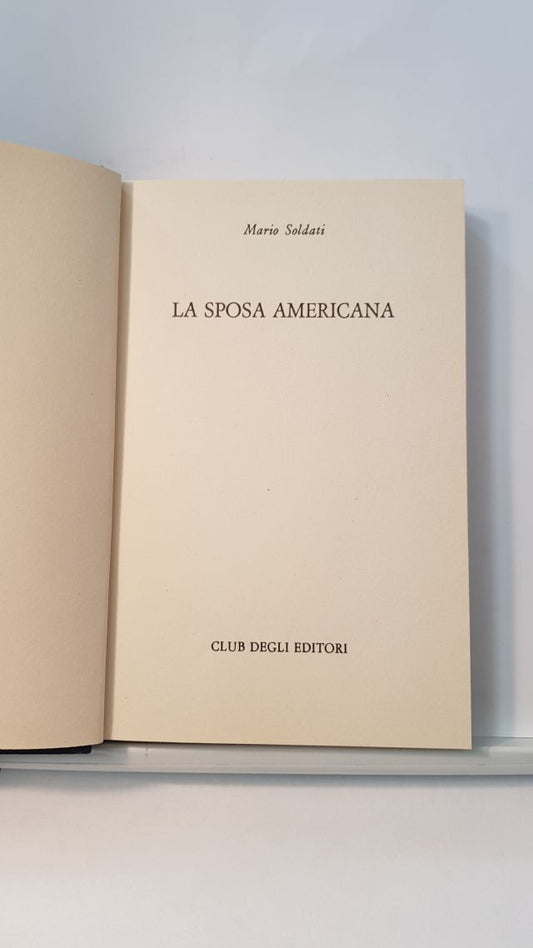 Mario Soldati
LA SPOSA AMERICANA
CLUB DEGLI EDITORI